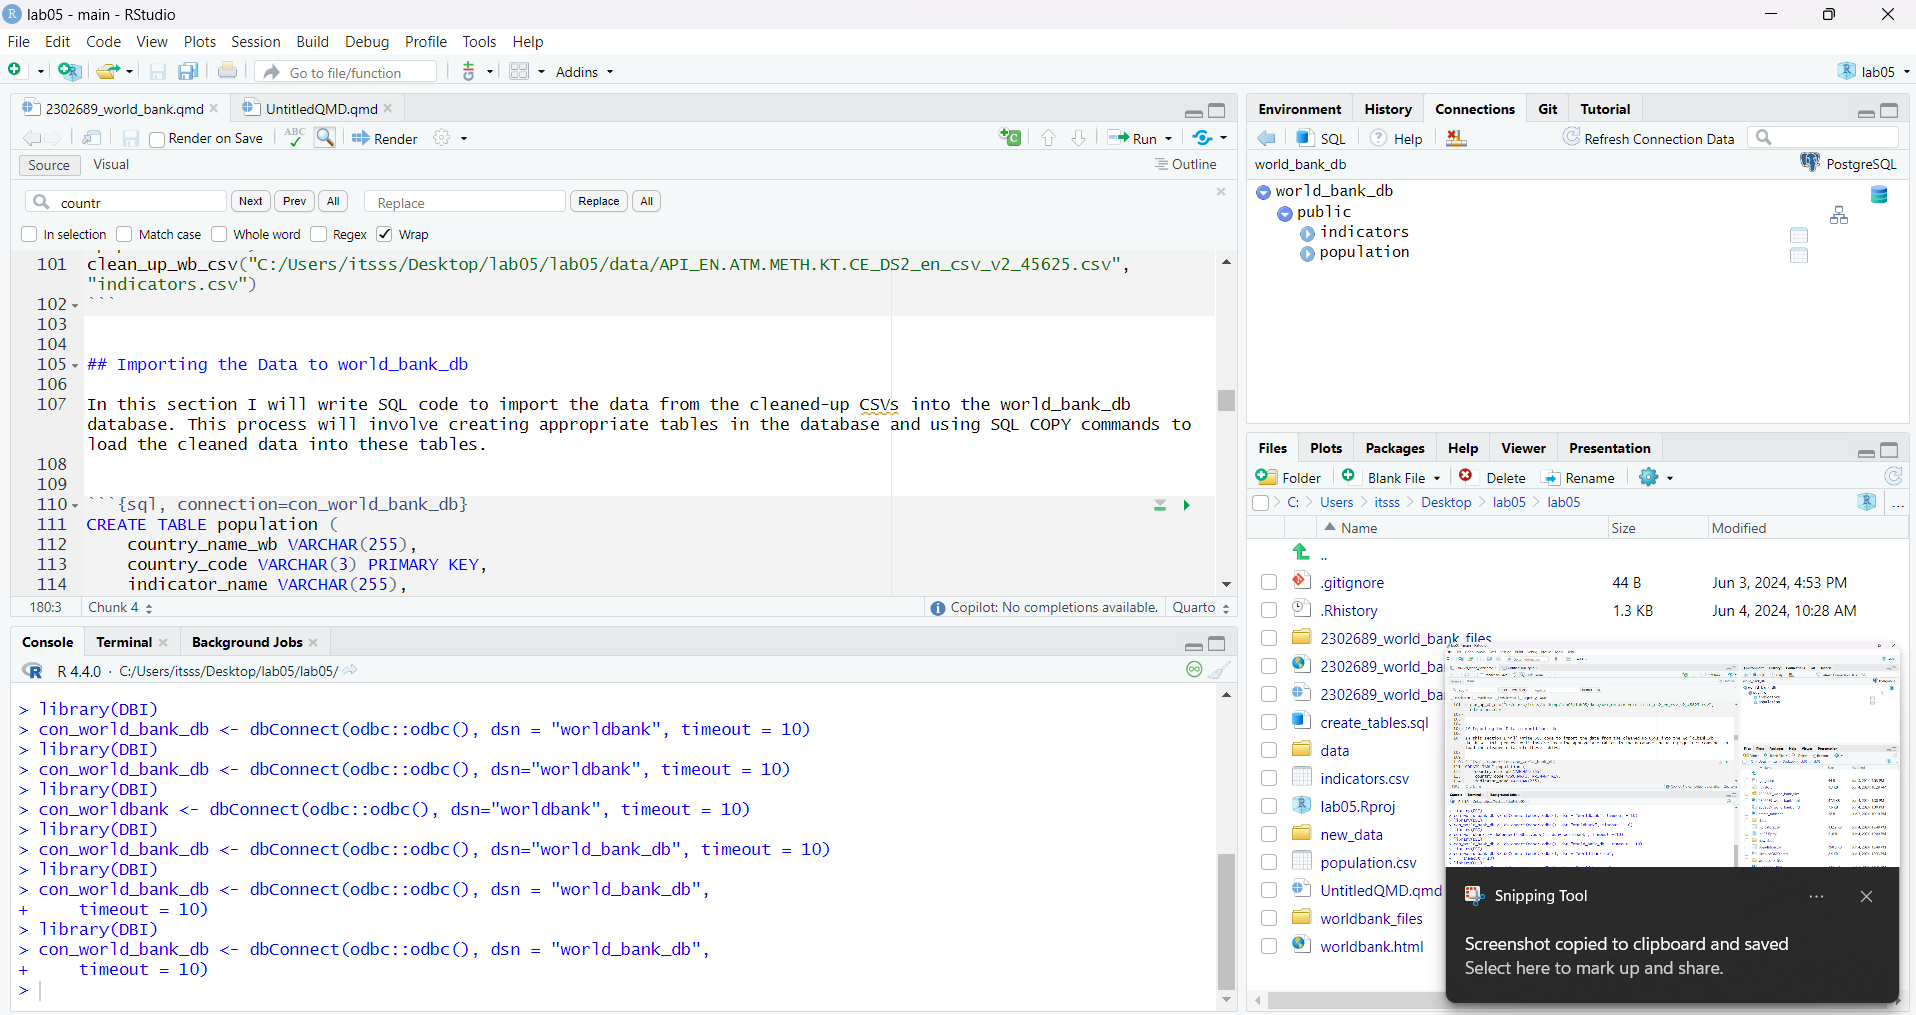 lab05 - main - RStudio
File Edit Code View Plots Session Build Debug Profile Tools Help
Go to file/function Addins lab05
2302689_world_bank.qmd UntitledQMD.qmd
Render on Save ABC Render Run
Source Visual Outline
countr Next Prev All Replace Replace All
In selection Match case Whole word Regex Wrap
101 clean_up_wb_csv("C:/Users/itsss/Desktop/lab05/lab05/data/API_EN.ATM.METH.KT.CE_DS2_en_csv_v2_45625.csv",
"indicators.csv")
102 ```
103
104
105 ## Importing the Data to world_bank_db
106
107 In this section I will write SQL code to import the data from the cleaned-up CSVs into the world_bank_db
database. This process will involve creating appropriate tables in the database and using SQL COPY commands to
load the cleaned data into these tables.
108
109
110 ```{sql, connection=con_world_bank_db}
111 CREATE TABLE population (
112 country_name_wb VARCHAR(255),
113 country_code VARCHAR(3) PRIMARY KEY,
114 indicator_name VARCHAR(255),
180:3 Chunk 4 Copilot: No completions available. Quarto
Console Terminal Background Jobs
R 4.4.0 · C:/Users/itsss/Desktop/lab05/lab05/
> library(DBI)
> con_world_bank_db <- dbConnect(odbc::odbc(), dsn = "worldbank", timeout = 10)
> library(DBI)
> con_world_bank_db <- dbConnect(odbc::odbc(), dsn="worldbank", timeout = 10)
> library(DBI)
> con_worldbank <- dbConnect(odbc::odbc(), dsn="worldbank", timeout = 10)
> library(DBI)
> con_world_bank_db <- dbConnect(odbc::odbc(), dsn="world_bank_db", timeout = 10)
> library(DBI)
> con_world_bank_db <- dbConnect(odbc::odbc(), dsn = "world_bank_db",
+ timeout = 10)
> library(DBI)
> con_world_bank_db <- dbConnect(odbc::odbc(), dsn = "world_bank_db",
+ timeout = 10)
>
Environment History Connections Git Tutorial
SQL Help Refresh Connection Data
world_bank_db PostgreSQL
world_bank_db
public
indicators
population
Files Plots Packages Help Viewer Presentation
Folder Blank File Delete Rename
C: Users itsss Desktop lab05 lab05 ...
Name Size Modified
..
.gitignore 44 B Jun 3, 2024, 4:53 PM
.Rhistory 1.3 KB Jun 4, 2024, 10:28 AM
2302689_world_bank_files
2302689_world_ba
2302689_world_ba
create_tables.sql
data
indicators.csv
lab05.Rproj
new_data
population.csv
UntitledQMD.qmd
worldbank_files
worldbank.html
Snipping Tool
Screenshot copied to clipboard and saved
Select here to mark up and share.